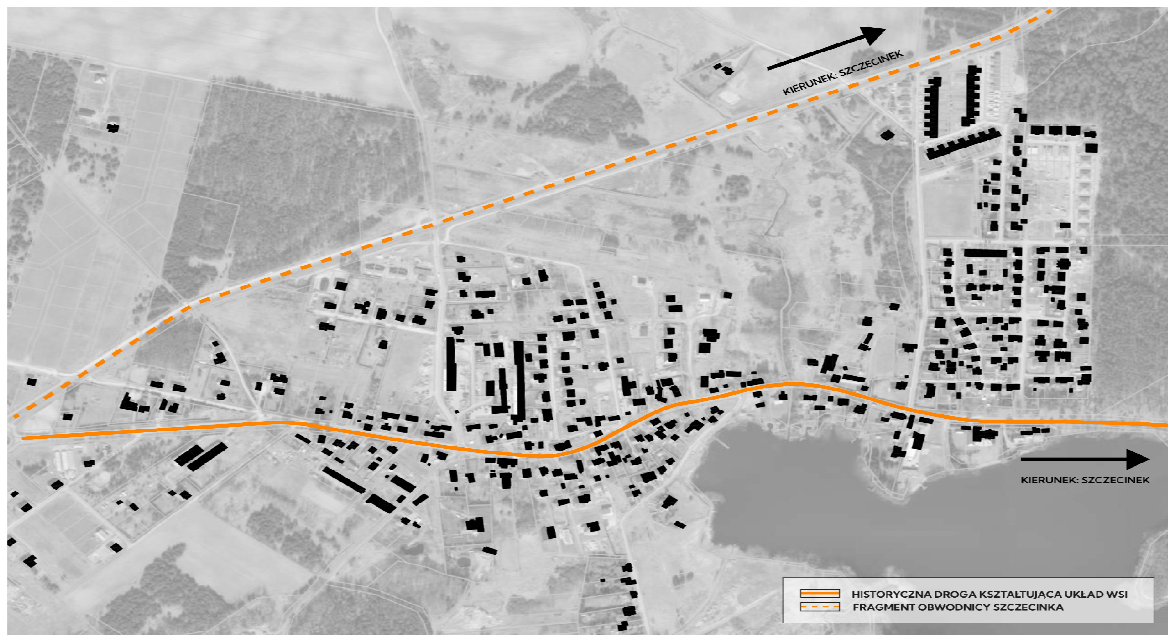 KIERUNEK: SZCZECINEK
KIERUNEK: SZCZECINEK
HISTORYCZNA DROGA KSZTAŁTUJĄCA UKŁAD WSI
FRAGMENT OBWODNICY SZCZECINKA